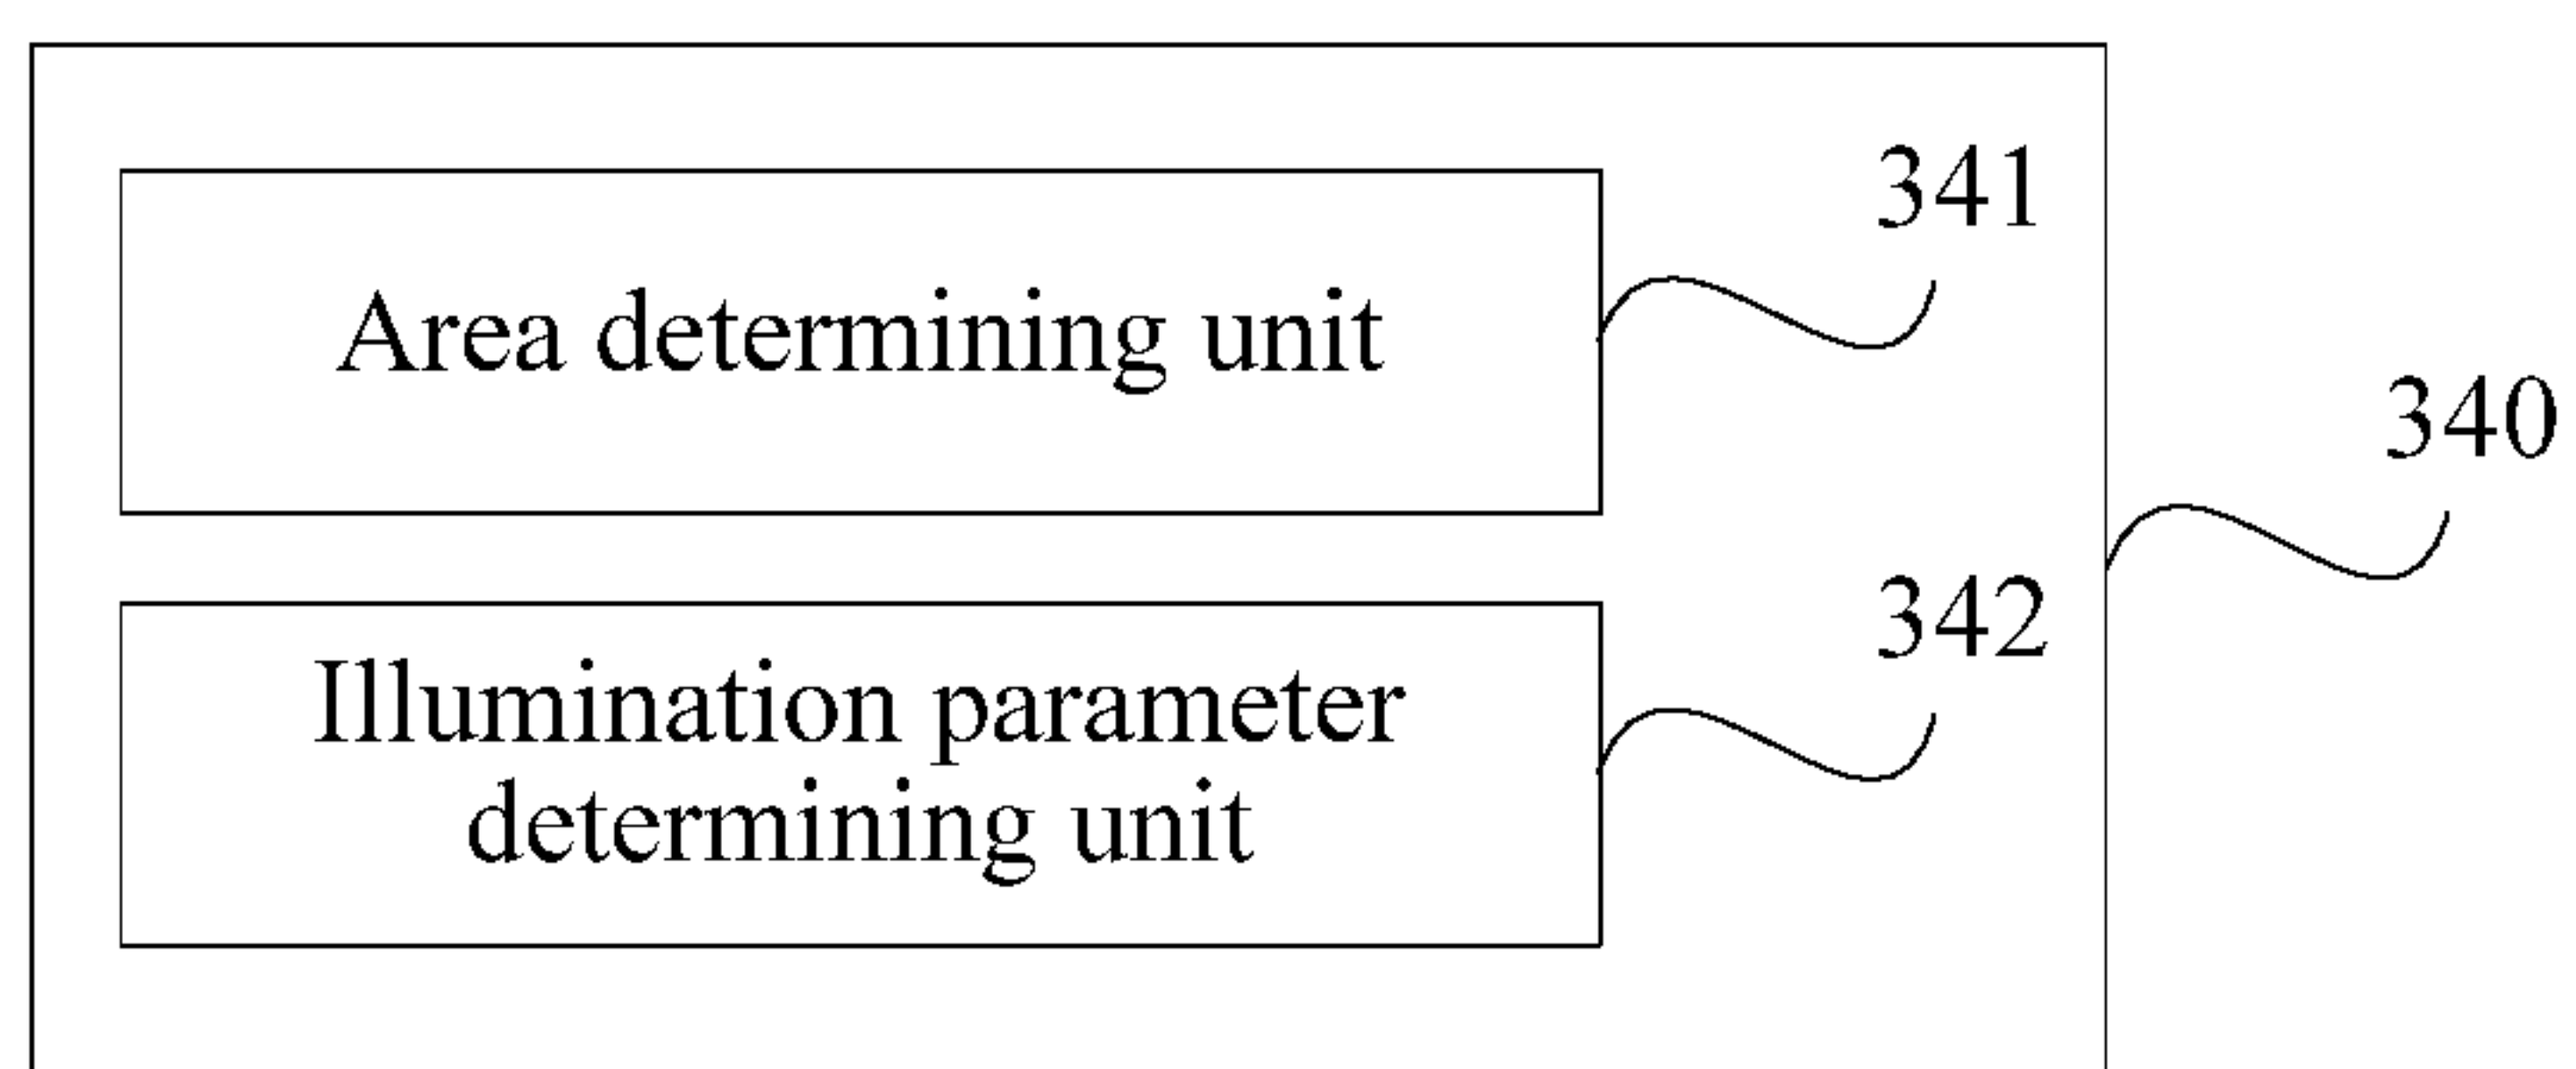 341
Area determining unit
340
342
Illumination parameter
determining unit